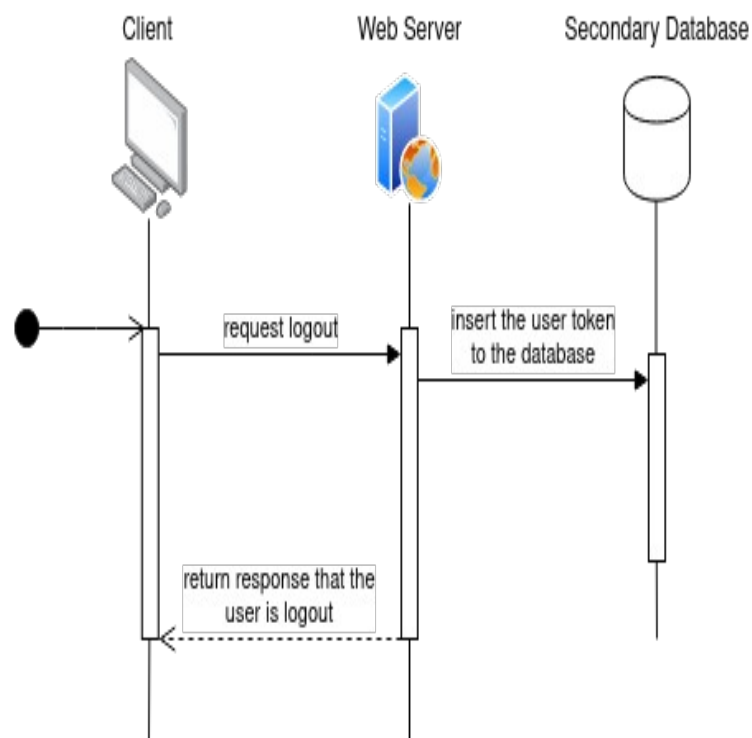 Client
Web Server
Secondary Database
request logout
insert the user token
to the database
return response that the
user is logout